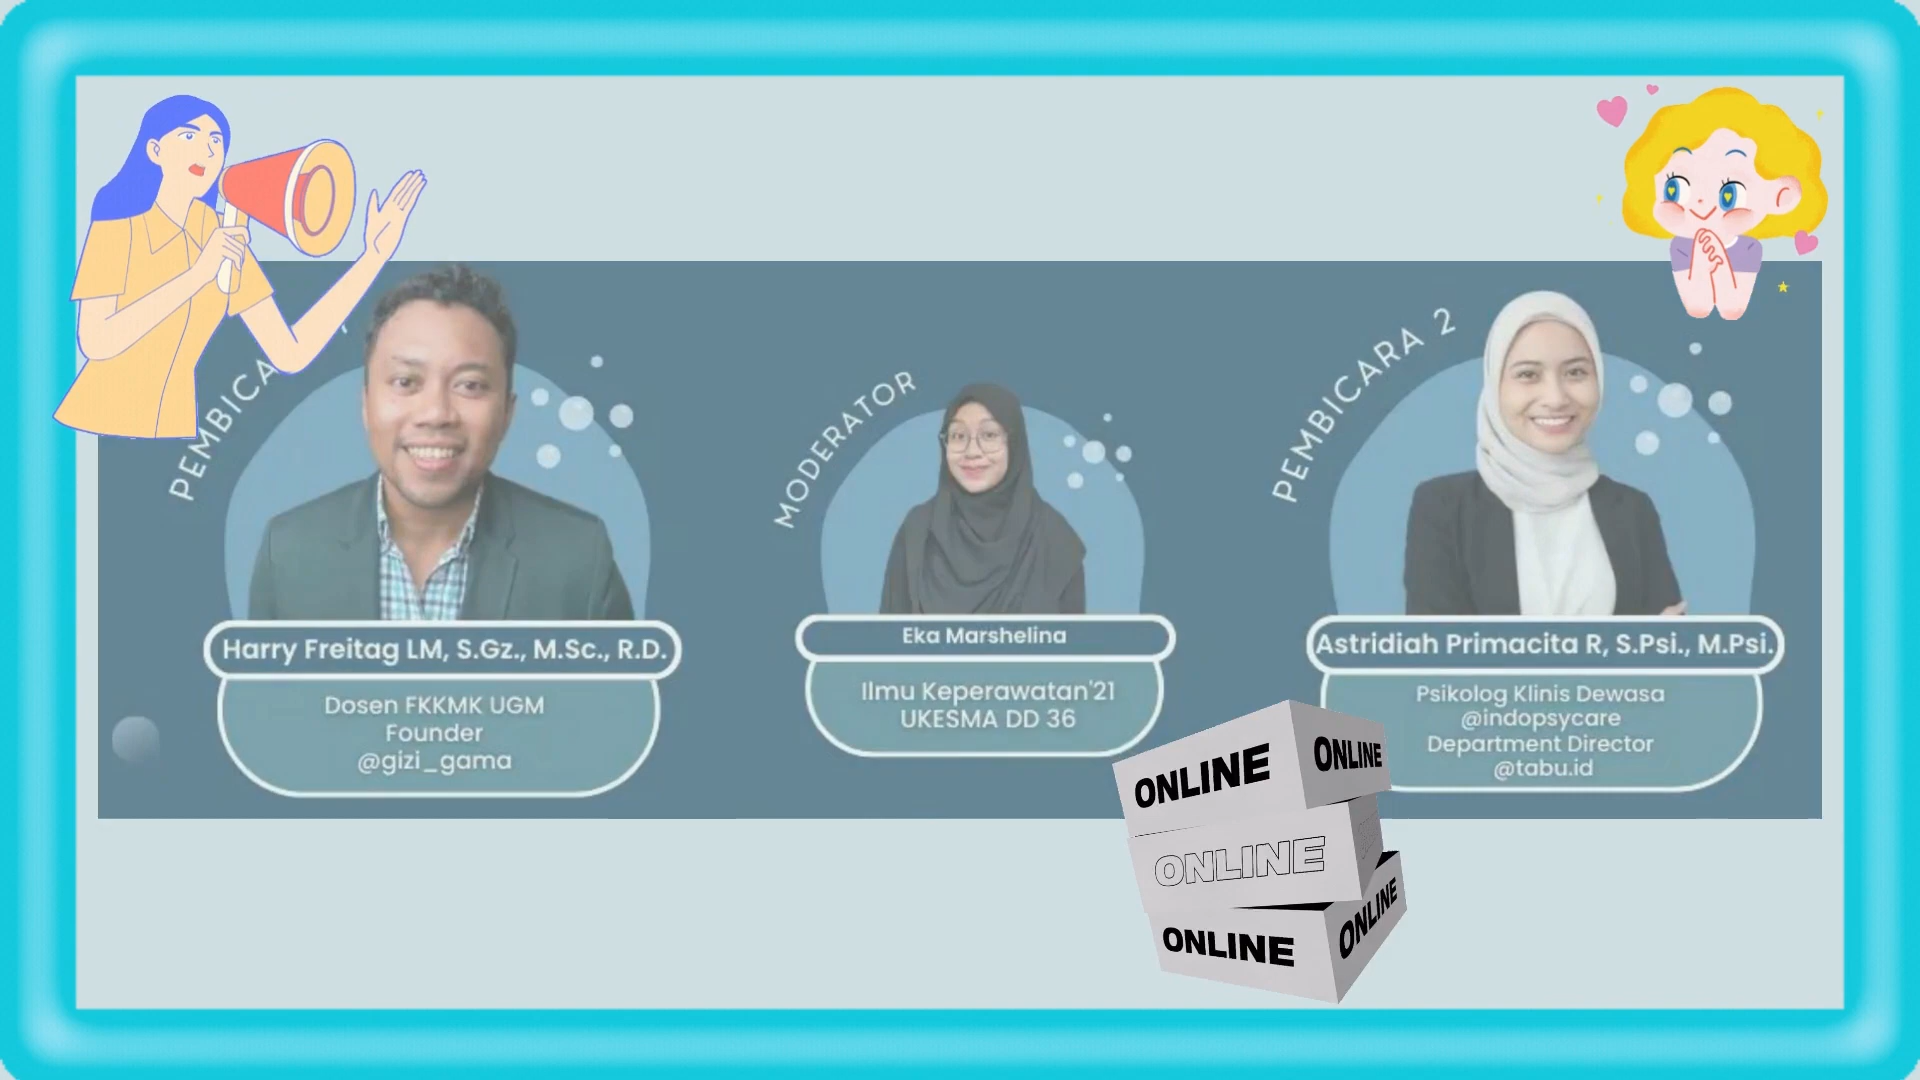 PEMBICARA
Harry Freitag LM, S.Gz., M.Sc., R.D.
Dosen FKKMK UGM
Founder
@gizi_gama
MODERATOR
Eka Marshelina
Ilmu Keperawatan'21
UKESMA DD 36
PEMBICARA 2
Astridiah Primacita R, S.Psi., M.Psi.
Psikolog Klinis Dewasa
@indopsycare
Department Director
@tabu.id
ONLINE ONLINE
ONLINE
ONLINE ONLINE